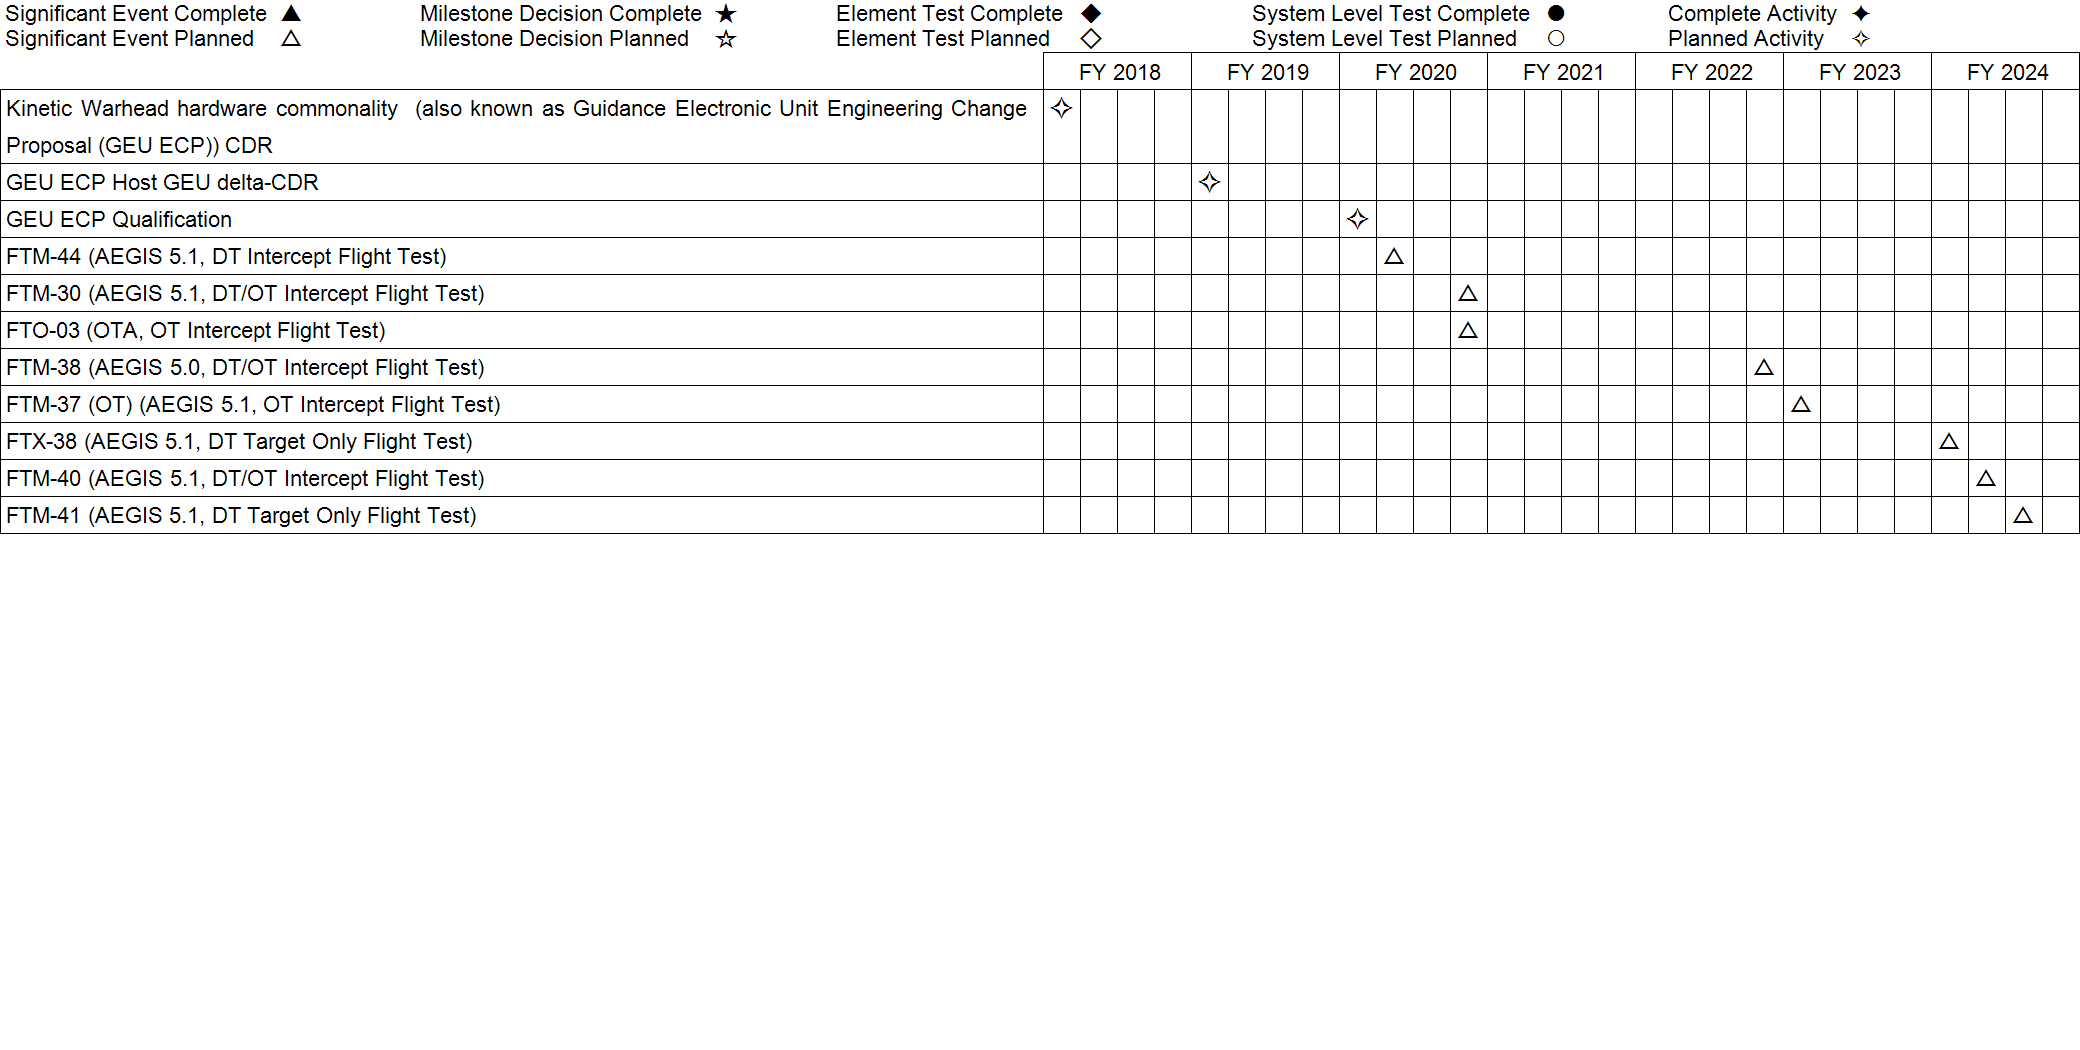 Significant Event Complete ▲ Milestone Decision Complete ★ Element Test Complete ◆ System Level Test Complete ● Complete Activity ✦
Significant Event Planned △ Milestone Decision Planned ☆ Element Test Planned ◇ System Level Test Planned ○ Planned Activity ✧
FY 2018 FY 2019 FY 2020 FY 2021 FY 2022 FY 2023 FY 2024
Kinetic Warhead hardware commonality (also known as Guidance Electronic Unit Engineering Change ✧
Proposal (GEU ECP)) CDR
GEU ECP Host GEU delta-CDR ✧
GEU ECP Qualification ✧
FTM-44 (AEGIS 5.1, DT Intercept Flight Test) △
FTM-30 (AEGIS 5.1, DT/OT Intercept Flight Test) △
FTO-03 (OTA, OT Intercept Flight Test) △
FTM-38 (AEGIS 5.0, DT/OT Intercept Flight Test) △
FTM-37 (OT) (AEGIS 5.1, OT Intercept Flight Test) △
FTX-38 (AEGIS 5.1, DT Target Only Flight Test) △
FTM-40 (AEGIS 5.1, DT/OT Intercept Flight Test) △
FTM-41 (AEGIS 5.1, DT Target Only Flight Test) △